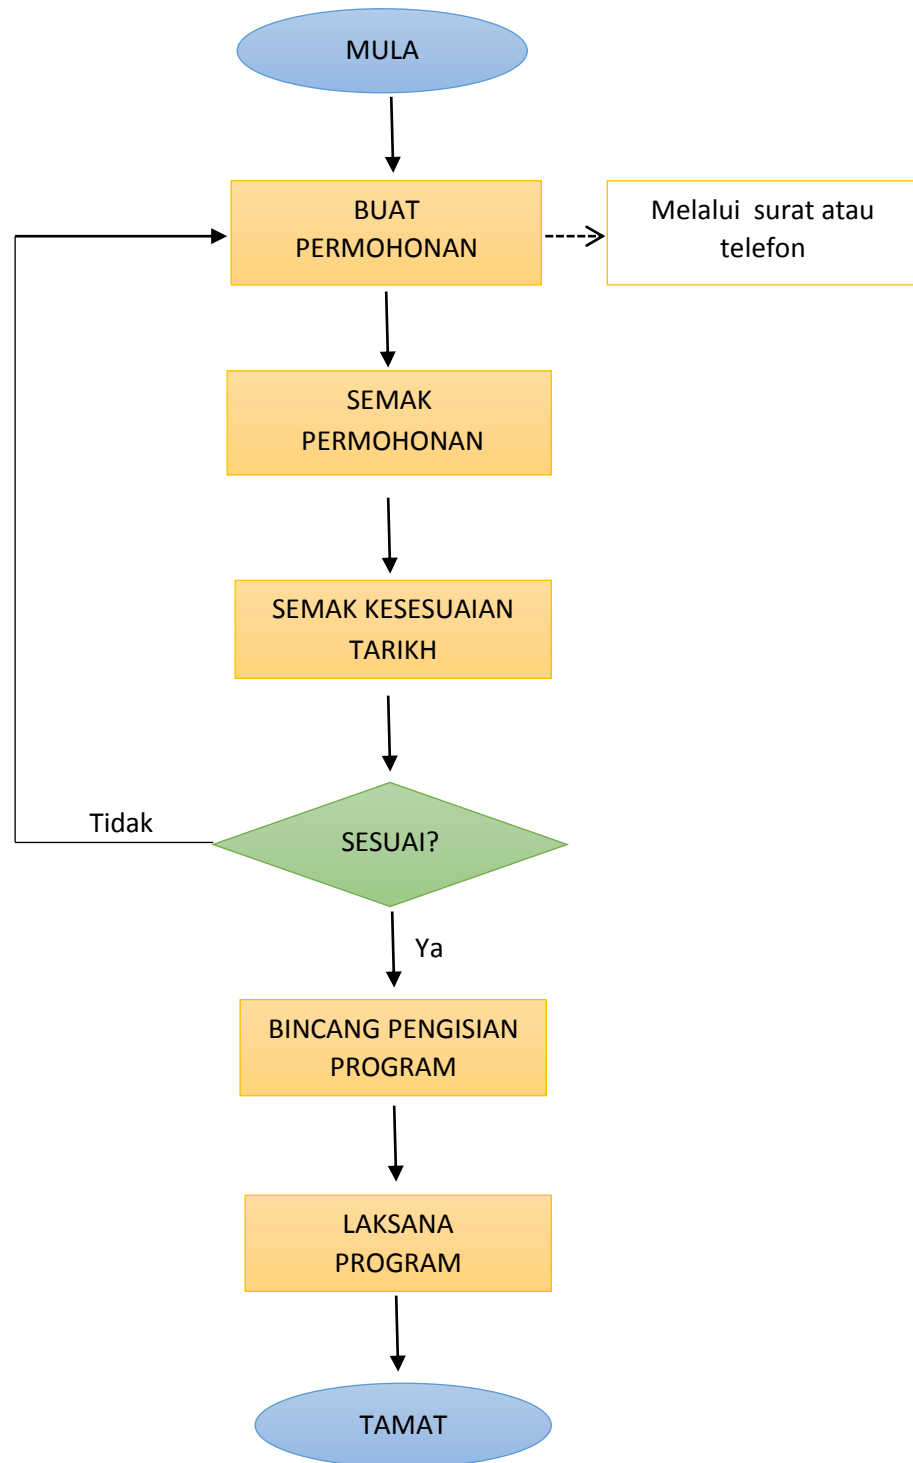 MULA
BUAT
PERMOHONAN
Melalui surat atau
telefon
SEMAK
PERMOHONAN
SEMAK KESESUAIAN
TARIKH
Tidak
SESUAI?
Ya
BINCANG PENGISIAN
PROGRAM
LAKSANA
PROGRAM
TAMAT